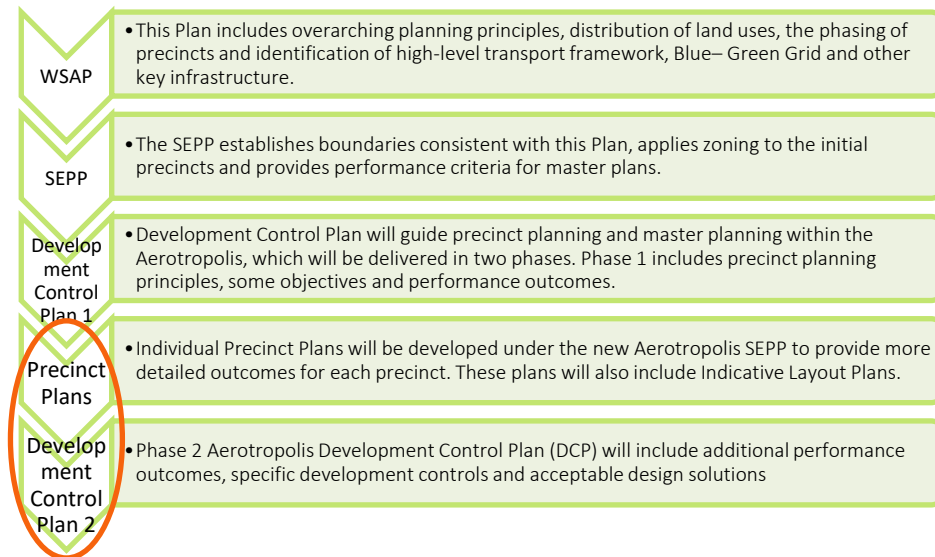 WSAP
•This Plan includes overarching planning principles, distribution of land uses, the phasing of
precincts and identification of high-level transport framework, Blue– Green Grid and other
key infrastructure.
SEPP
•The SEPP establishes boundaries consistent with this Plan, applies zoning to the initial
precincts and provides performance criteria for master plans.
Develop
ment
Control
Plan 1
•Development Control Plan will guide precinct planning and master planning within the
Aerotropolis, which will be delivered in two phases. Phase 1 includes precinct planning
principles, some objectives and performance outcomes.
Precinct
Plans
•Individual Precinct Plans will be developed under the new Aerotropolis SEPP to provide more
detailed outcomes for each precinct. These plans will also include Indicative Layout Plans.
Develop
ment
Control
Plan 2
•Phase 2 Aerotropolis Development Control Plan (DCP) will include additional performance
outcomes, specific development controls and acceptable design solutions